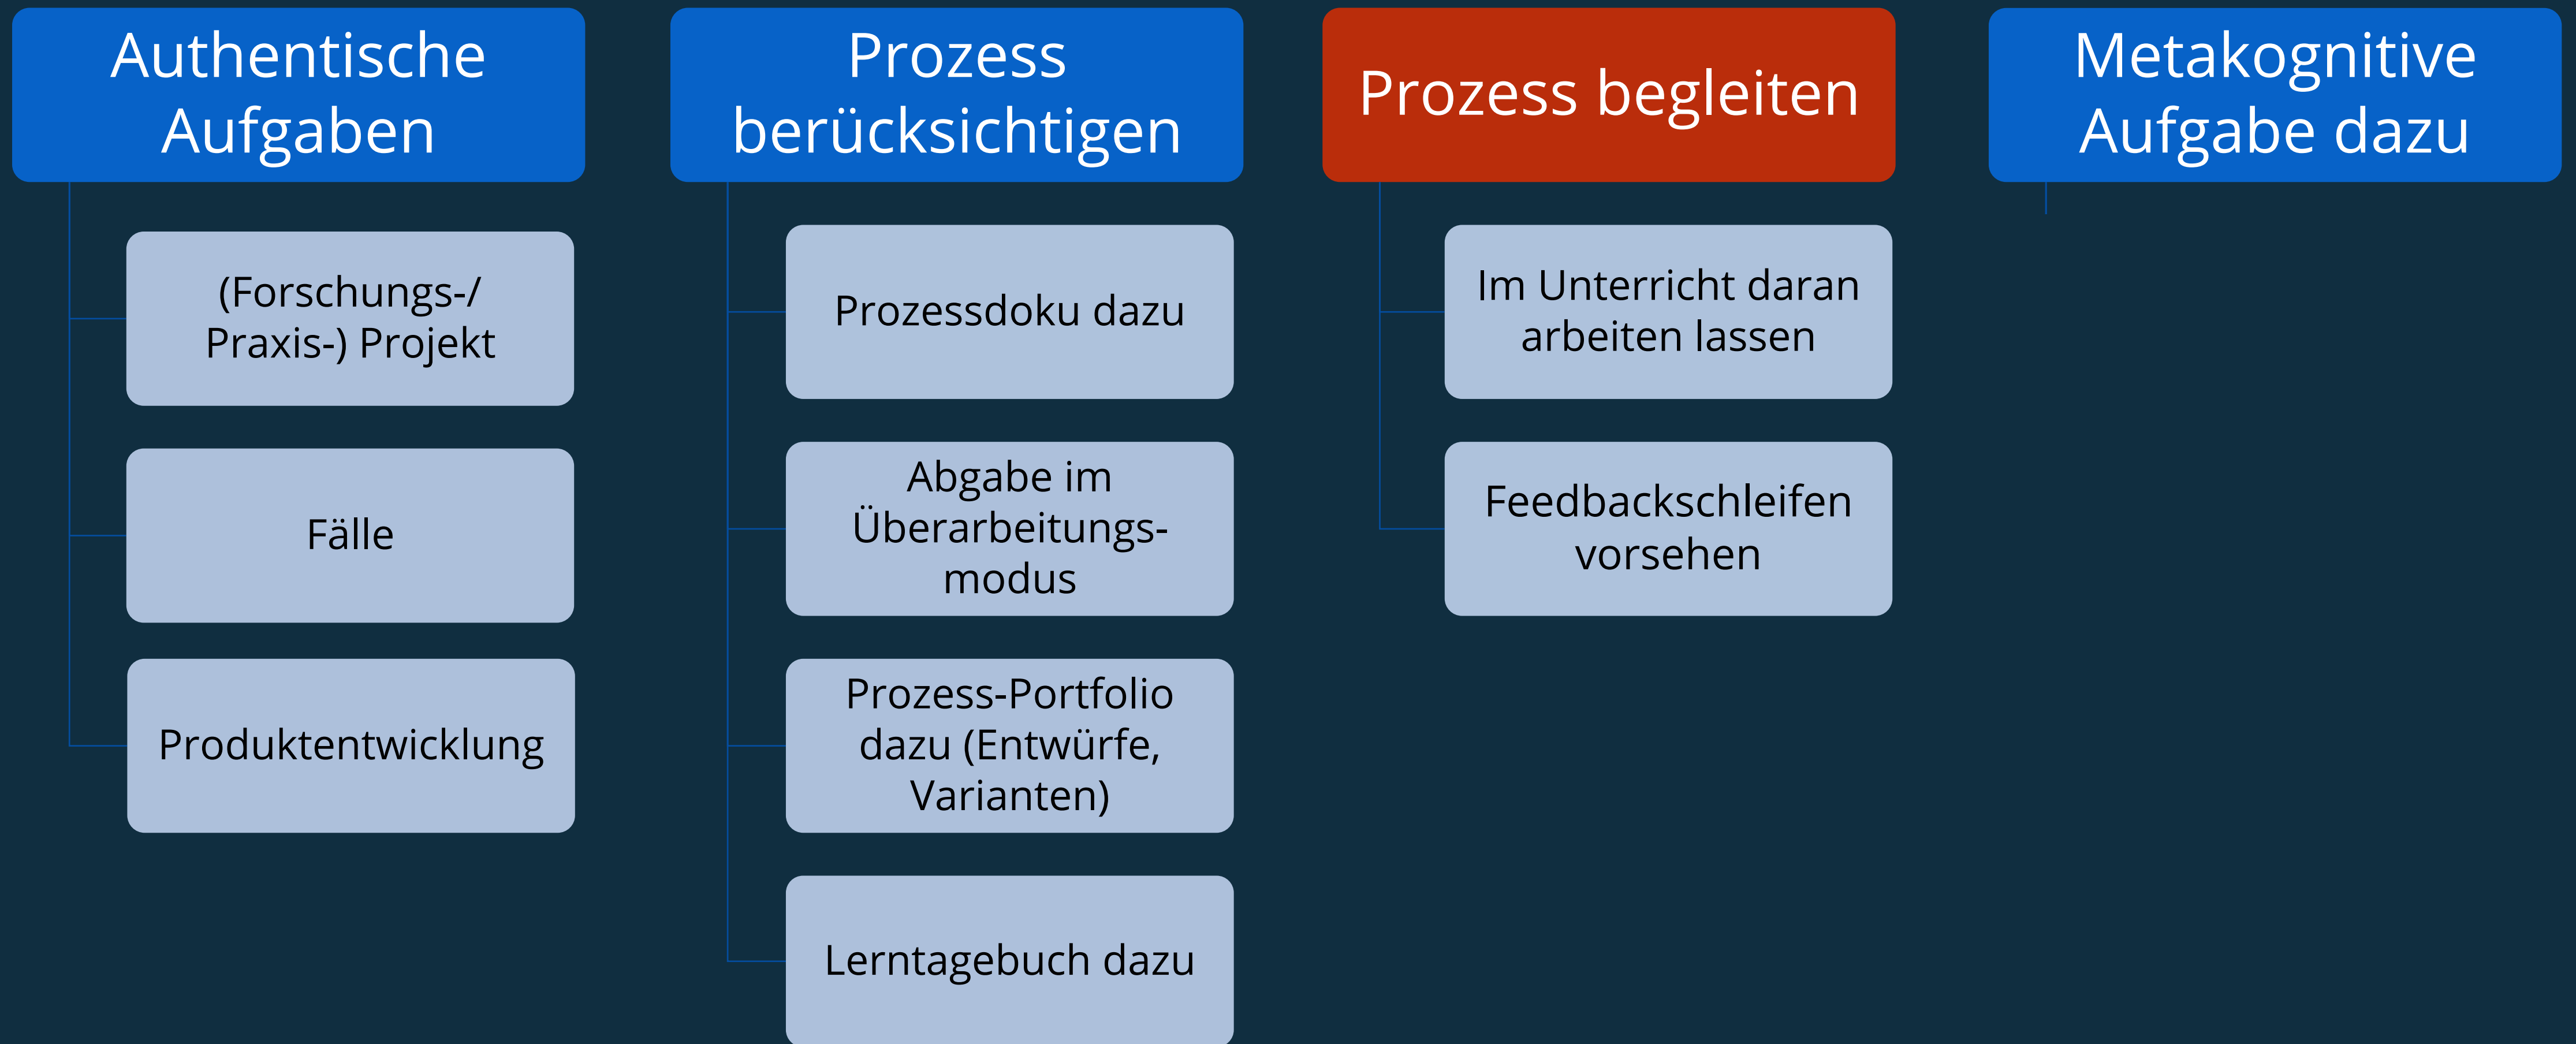 Authentische
Aufgaben
(Forschungs-/
Praxis-) Projekt
Fälle
Produktentwicklung
Prozess
berücksichtigen
Prozessdoku dazu
Abgabe im
Überarbeitungs-
modus
Prozess-Portfolio
dazu (Entwürfe,
Varianten)
Lerntagebuch dazu
Prozess begleiten
Im Unterricht daran
arbeiten lassen
Feedbackschleifen
vorsehen
Metakognitive
Aufgabe dazu